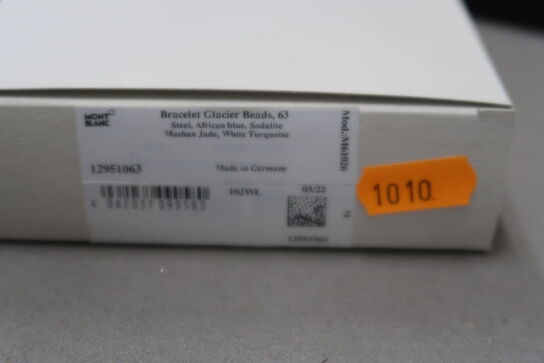 MONT
BLANC
Bracelet Glacier Beads, 63
Steel, African blue, Sodalite
Mashan Jade, White Turquoise
12951063
Made in Germany
Mod.:M61026
03/22
M
12951063
1010.